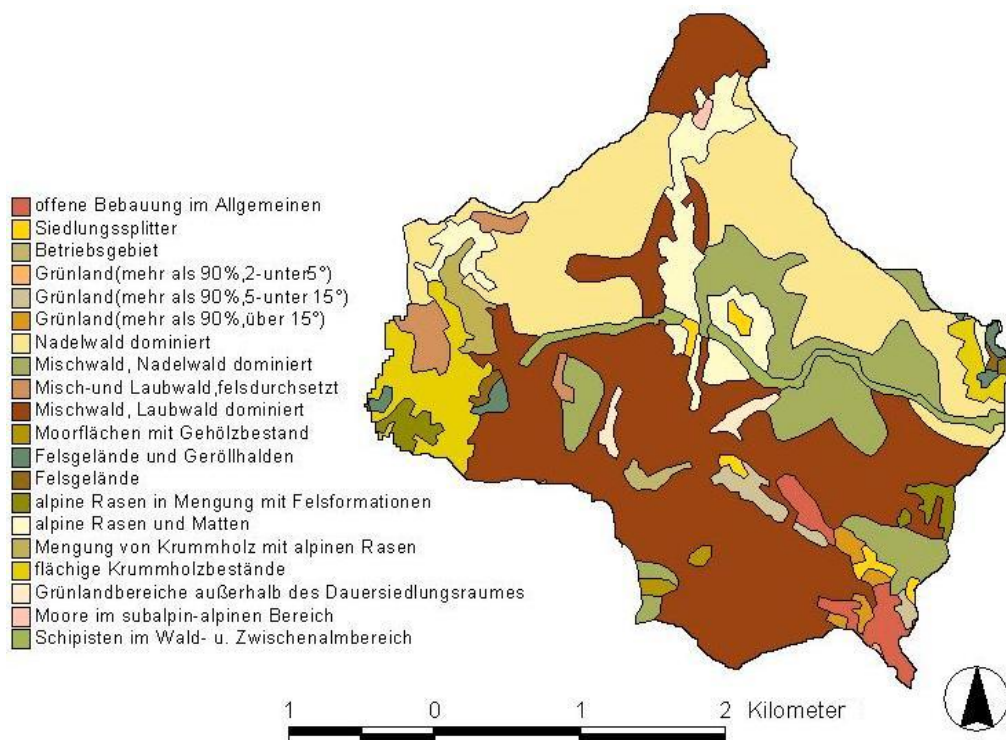 offene Bebauung im Allgemeinen
Siedlungssplitter
Betriebsgebiet
Grünland(mehr als 90%,2-unter5°)
Grünland(mehr als 90%,5-unter 15°)
Grünland(mehr als 90%,über 15°)
Nadelwald dominiert
Mischwald, Nadelwald dominiert
Misch-und Laubwald,felsdurchsetzt
Mischwald, Laubwald dominiert
Moorflächen mit Gehölzbestand
Felsgelände und Geröllhalden
Felsgelände
alpine Rasen in Mengung mit Felsformationen
alpine Rasen und Matten
Mengung von Krummholz mit alpinen Rasen
flächige Krummholzbestände
Grünlandbereiche außerhalb des Dauersiedlungsraumes
Moore im subalpin-alpinen Bereich
Schipisten im Wald- u. Zwischenalmbereich
1 0 1 2 Kilometer